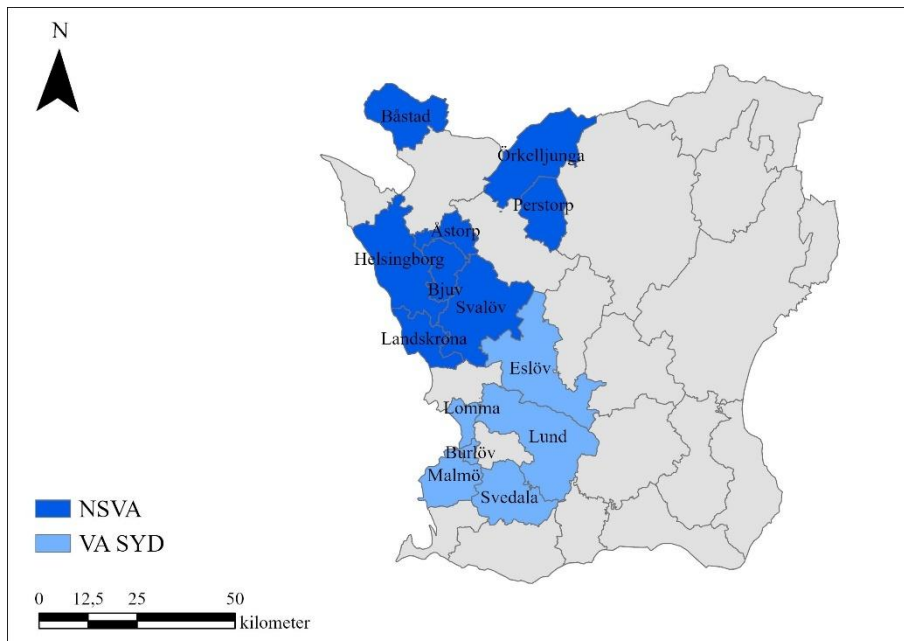 N
Båstad
Örkelljunga
Perstorp
Åstorp
Helsingborg
Bjuv
Svalöv
Landskrona
Eslöv
Lomma
Lund
Burlöv
Malmö
Svedala
NSVA
VA SYD
0 12,5 25 50
kilometer